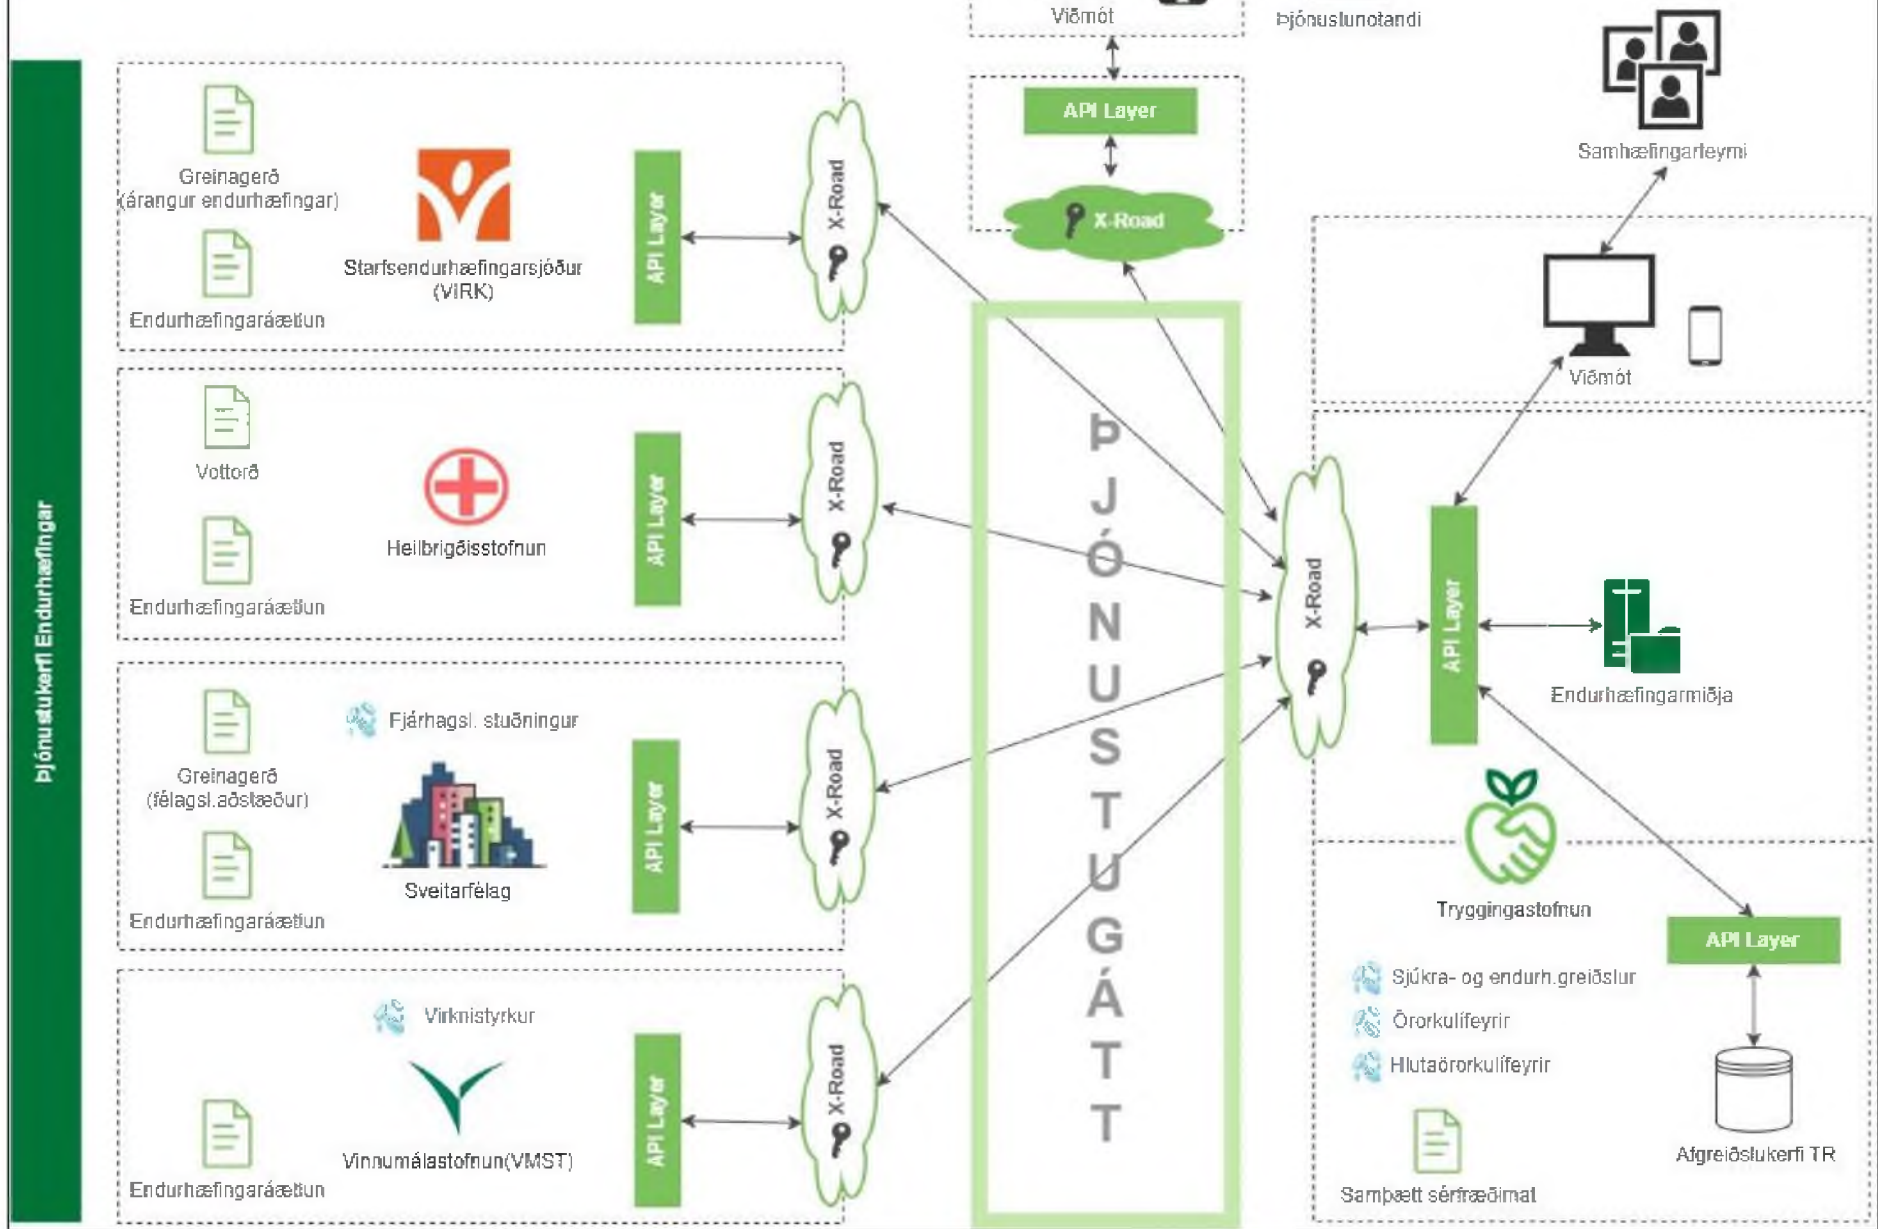 Viðmót
Þjónustunotandi
API Layer
X-Road
Samhæfingarteymi
Viðmót
Þjónustukerfi Endurhæfingar
Greinagerð
(árangur endurhæfingar)
Endurhæfingaráætlun
Starfsendurhæfingarsjóður
(VIRK)
API Layer
X-Road
Vottorð
Endurhæfingaráætlun
Heilbrigðisstofnun
API Layer
X-Road
Greinagerð
(félagsl.aðstæður)
Endurhæfingaráætlun
Fjárhagsl. stuðningur
Sveitarfélag
API Layer
X-Road
Virknistyrkur
Vinnumálastofnun(VMST)
Endurhæfingaráætlun
API Layer
X-Road
ÞJÓNUSTUGÁTT
X-Road
API Layer
Endurhæfingarmiðja
Tryggingastofnun
API Layer
Sjúkra- og endurh.greiðslur
Örorkulífeyrir
Hlutaörorkulífeyrir
Samþætt sérfræðimat
Afgreiðslukerfi TR